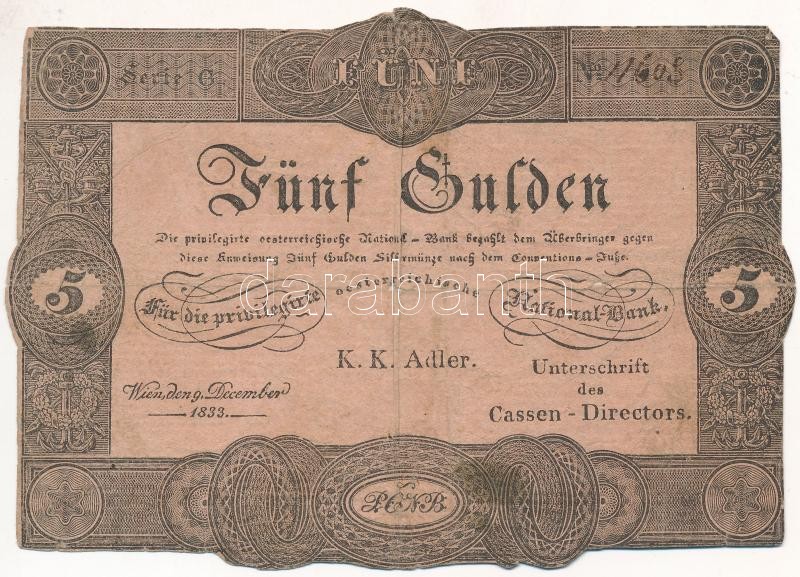 Serie G.
FÜNF
No 11603
Fünf Gulden
Die privilegirte oesterreichische National-Bank bezahlt dem Überbringer gegen
diese Anweisung Fünf Gulden Silbermünze nach dem Conventions-Fuße.
5
5
Für die privilegirte oesterreichische National-Bank.
K. K. Adler.
Unterschrift
des
Cassen-Directors.
Wien, den 9. December
1833.
P.O.N.B.
darabanth